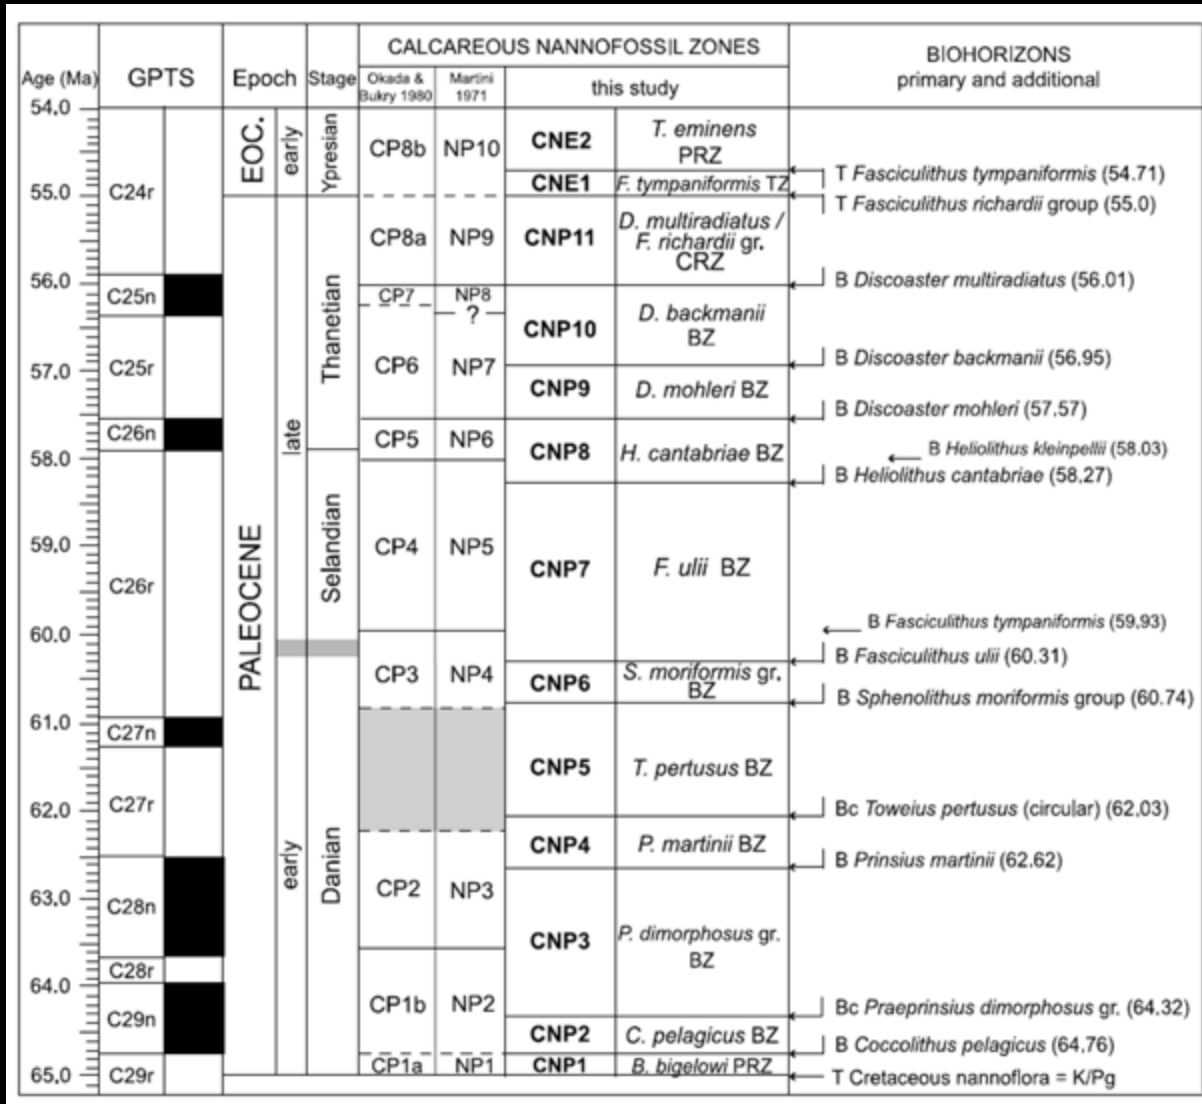 CALCAREOUS NANNOFOSSIL ZONES
BIOHORIZONS
primary and additional
Age (Ma)
GPTS
Epoch
Stage
Okada &
Bukry 1980
Martini
1971
this study
54.0
55.0
56.0
57.0
58.0
59.0
60.0
61.0
62.0
63.0
64.0
65.0
C24r
C25n
C25r
C26n
C26r
C27n
C27r
C28n
C28r
C29n
C29r
EOC.
PALEOCENE
early
late
early
Ypresian
Thanetian
Selandian
Danian
CP8b
CP8a
CP7
CP6
CP5
CP4
CP3
CP2
CP1b
CP1a
NP10
NP9
NP8
?
NP7
NP6
NP5
NP4
NP3
NP2
NP1
CNE2
CNE1
CNP11
CNP10
CNP9
CNP8
CNP7
CNP6
CNP5
CNP4
CNP3
CNP2
CNP1
T. eminens
PRZ
F. tympaniformis TZ
D. multiradiatus /
F. richardii gr.
CRZ
D. backmanii
BZ
D. mohleri BZ
H. cantabriae BZ
F. ulii BZ
S. moriformis gr.
BZ
T. pertusus BZ
P. martinii BZ
P. dimorphosus gr.
BZ
C. pelagicus BZ
B. bigelowi PRZ
T Fasciculithus tympaniformis (54.71)
T Fasciculithus richardii group (55.0)
B Discoaster multiradiatus (56.01)
B Discoaster backmanii (56,95)
B Discoaster mohleri (57,57)
B Heliolithus kleinpellii (58.03)
B Heliolithus cantabriae (58,27)
B Fasciculithus tympaniformis (59,93)
B Fasciculithus ulii (60.31)
B Sphenolithus moriformis group (60.74)
Bc Toweius pertusus (circular) (62,03)
B Prinsius martinii (62,62)
Bc Praeprinsius dimorphosus gr. (64,32)
B Coccolithus pelagicus (64,76)
T Cretaceous nannoflora = K/Pg